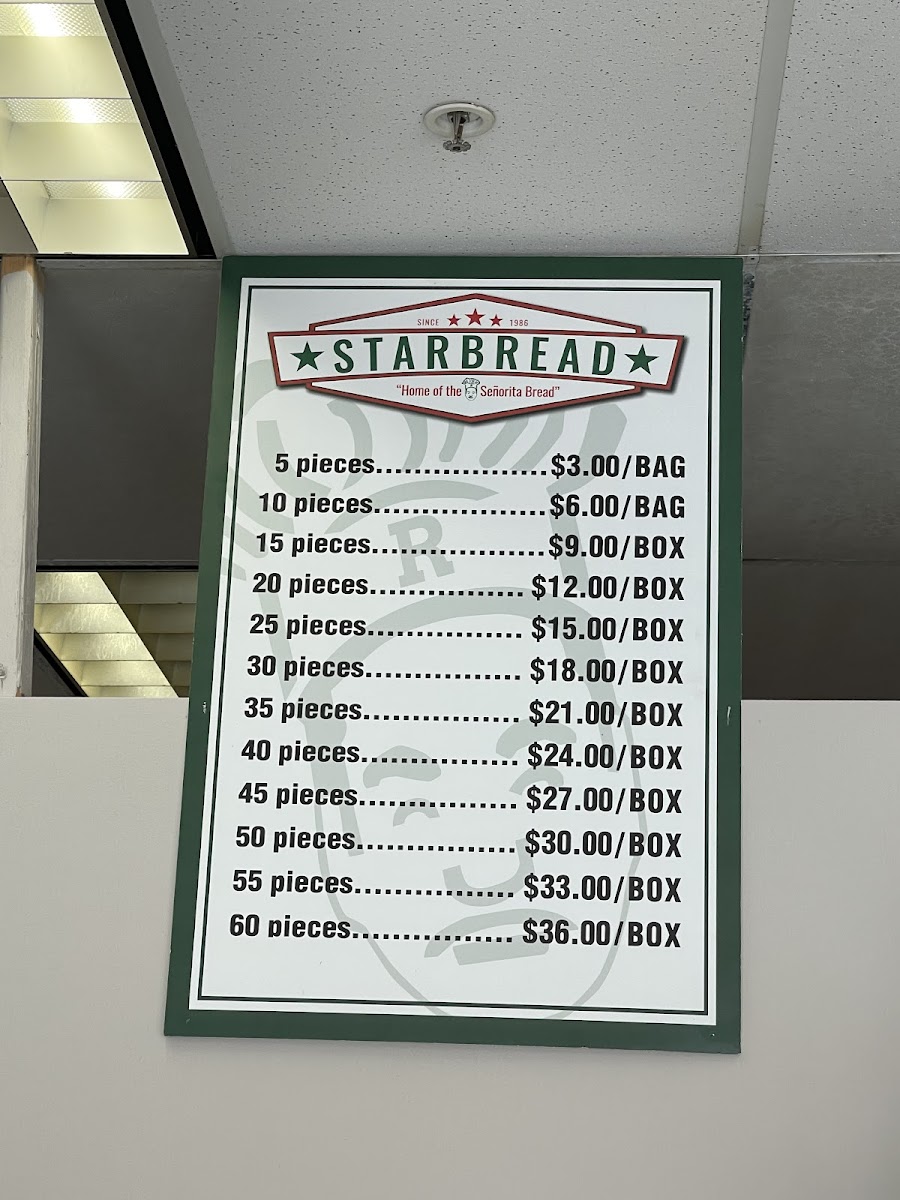 SINCE 1986
STARBREAD
“Home of the Señorita Bread”
R
5 pieces..................$3.00/BAG
10 pieces..................$6.00/BAG
15 pieces..................$9.00/BOX
20 pieces................ $12.00/BOX
25 pieces................ $15.00/BOX
30 pieces................ $18.00/BOX
35 pieces................ $21.00/BOX
40 pieces................ $24.00/BOX
45 pieces................ $27.00/BOX
50 pieces................ $30.00/BOX
55 pieces................ $33.00/BOX
60 pieces................ $36.00/BOX